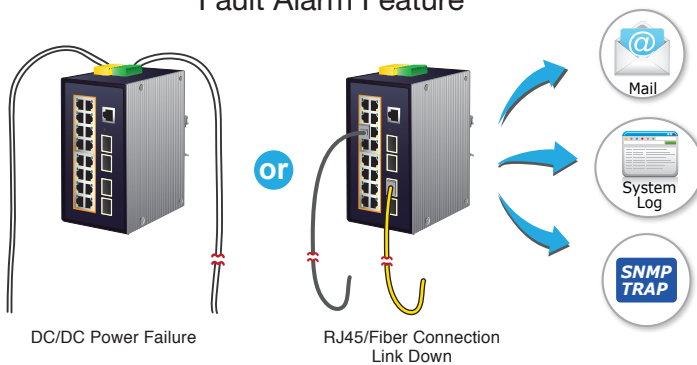 Fault Alarm Feature
or
DC/DC Power Failure
RJ45/Fiber Connection
Link Down
@
Mail
System
Log
SNMP
TRAP